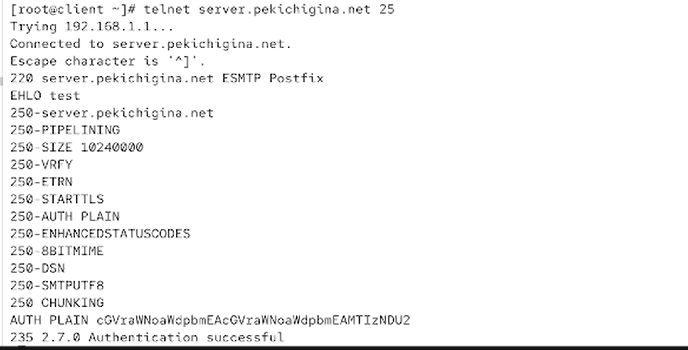 [root@client ~]# telnet server.pekichigina.net 25
Trying 192.168.1.1...
Connected to server.pekichigina.net.
Escape character is '^]'.
220 server.pekichigina.net ESMTP Postfix
EHLO test
250-server.pekichigina.net
250-PIPELINING
250-SIZE 10240000
250-VRFY
250-ETRN
250-STARTTLS
250-AUTH PLAIN
250-ENHANCEDSTATUSCODES
250-8BITMIME
250-DSN
250-SMTPUTF8
250 CHUNKING
AUTH PLAIN cGVraWNoaWdpbmEAcGVraWNoaWdpbmEAMTIzNDU2
235 2.7.0 Authentication successful